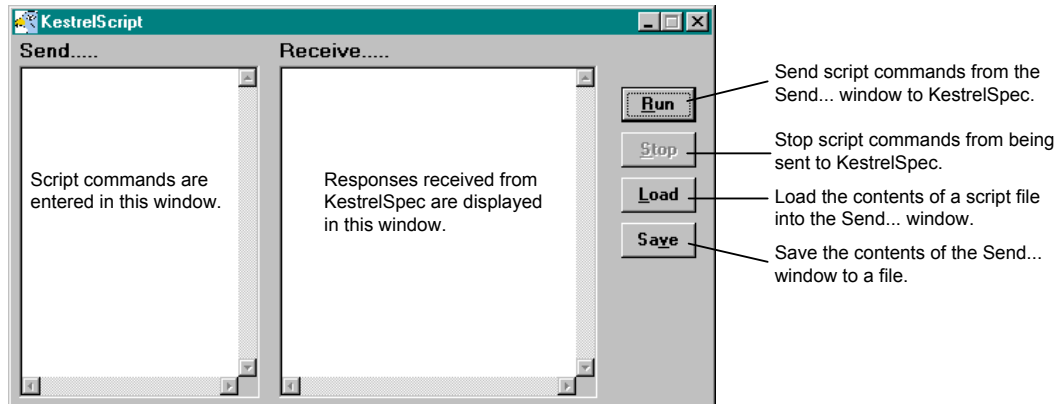 KestrelScript
Send.....
Receive.....
Script commands are
entered in this window.
Responses received from
KestrelSpec are displayed
in this window.
Run
Stop
Load
Save
Send script commands from the
Send... window to KestrelSpec.
Stop script commands from being
sent to KestrelSpec.
Load the contents of a script file
into the Send... window.
Save the contents of the Send...
window to a file.